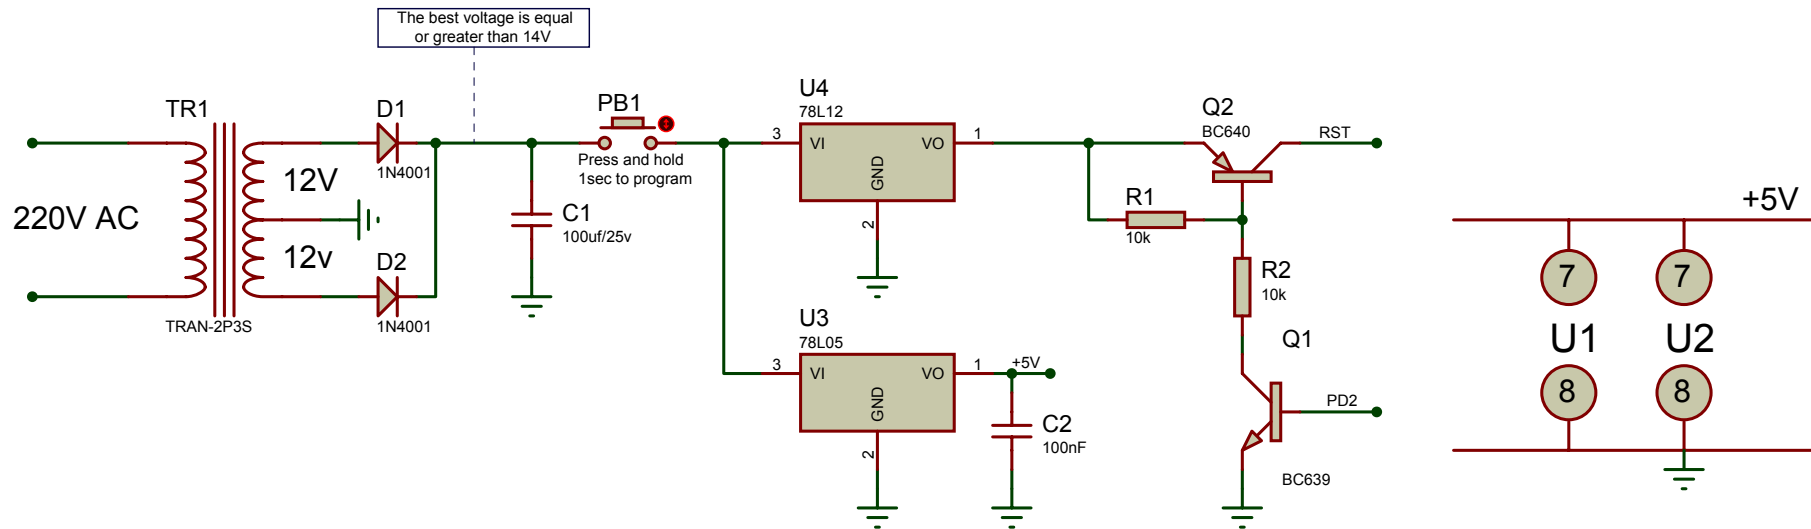 The best voltage is equal
or greater than 14V
TR1
220V AC
TRAN-2P3S
12V
12v
D1
1N4001
D2
1N4001
C1
100uf/25v
PB1
Press and hold
1sec to program
U4
78L12
3
VI
VO
1
GND
2
U3
78L05
3
VI
VO
1
GND
2
+5V
C2
100nF
Q2
BC640
RST
R1
10k
R2
10k
Q1
PD2
BC639
+5V
7
7
U1
U2
8
8